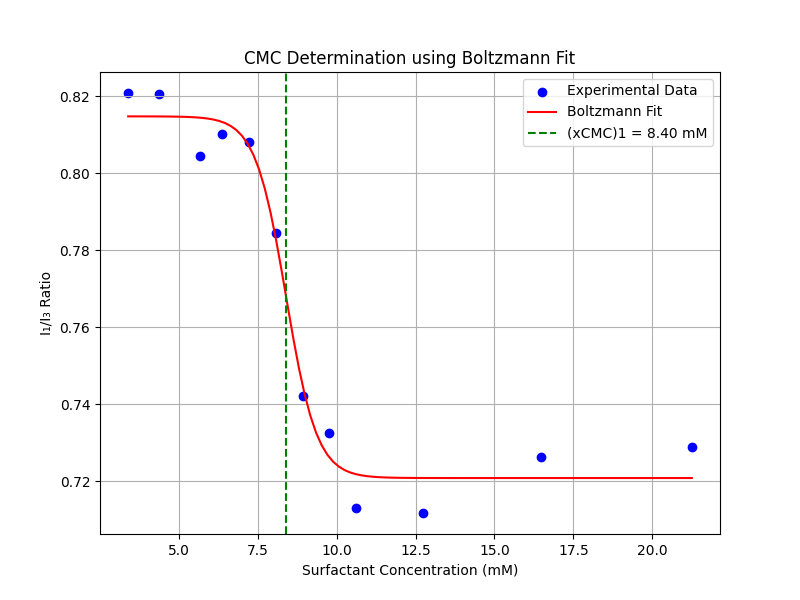 CMC Determination using Boltzmann Fit
Experimental Data
Boltzmann Fit
(xCMC)1 = 8.40 mM
I₁/I₃ Ratio
0.82
0.80
0.78
0.76
0.74
0.72
5.0 7.5 10.0 12.5 15.0 17.5 20.0
Surfactant Concentration (mM)